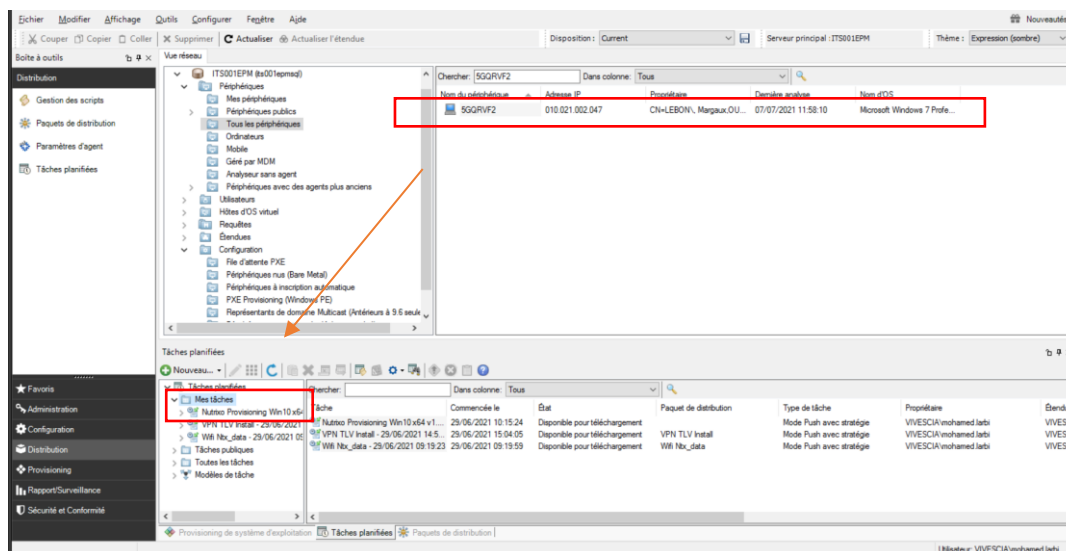 Fichier Modifier Affichage Outils Configurer Fenêtre Aide Nouveautés
Couper Copier Coller Supprimer Actualiser Actualiser l'étendue Disposition : Current Serveur principal :ITS001EPM Thème : Expression (sombre)
Boîte à outils
Vue réseau
Distribution
Gestion des scripts
Paquets de distribution
Paramètres d'agent
Tâches planifiées
ITS001EPM (its001epmsql)
Périphériques
Mes périphériques
Périphériques publics
Tous les périphériques
Ordinateurs
Mobile
Géré par MDM
Analyseur sans agent
Périphériques avec des agents plus anciens
Utilisateurs
Hôtes d'OS virtuel
Requêtes
Étendues
Configuration
File d'attente PXE
Périphériques nus (Bare Metal)
Périphériques à inscription automatique
PXE Provisioning (Windows PE)
Représentants de domaine Multicast (Antérieurs à 9.6 seule
Chercher: 5GQRVF2 Dans colonne: Tous
Nom du périphérique Adresse IP Propriétaire Dernière analyse Nom d'OS
5GQRVF2 010.021.002.047 CN=LEBON\, Margaux,OU... 07/07/2021 11:58:10 Microsoft Windows 7 Profe...
Tâches planifiées
Nouveau...
Tâches planifiées
Mes tâches
Nutrixo Provisioning Win10 x64
VPN TLV Install - 29/06/2021
Wifi Ntx_data - 29/06/2021 09
Tâches publiques
Toutes les tâches
Modèles de tâche
Chercher: Dans colonne: Tous
Tâche Commencée le État Paquet de distribution Type de tâche Propriétaire Étend
Nutrixo Provisioning Win10 x64 v1.... 29/06/2021 10:15:24 Disponible pour téléchargement Mode Push avec stratégie VIVESCIA\mohamed.larbi VIVES
VPN TLV Install - 29/06/2021 14:5... 29/06/2021 15:04:05 Disponible pour téléchargement VPN TLV Install Mode Push avec stratégie VIVESCIA\mohamed.larbi VIVES
Wifi Ntx_data - 29/06/2021 09:19:23 29/06/2021 09:19:59 Disponible pour téléchargement Wifi Ntx_data Mode Push avec stratégie VIVESCIA\mohamed.larbi VIVES
Favoris
Administration
Configuration
Distribution
Provisioning
Rapport/Surveillance
Sécurité et Conformité
Provisioning de système d'exploitation Tâches planifiées Paquets de distribution
Utilisateur: VIVESCIA\mohamed.larbi